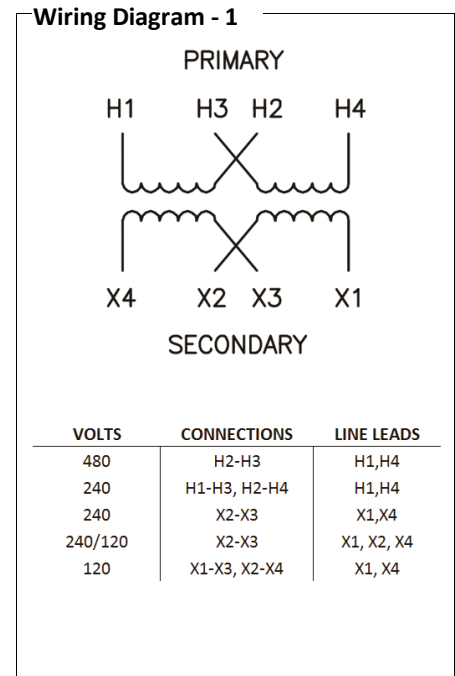 Wiring Diagram - 1
PRIMARY
H1 H3 H2 H4
X4 X2 X3 X1
SECONDARY
VOLTS CONNECTIONS LINE LEADS
480 H2-H3 H1,H4
240 H1-H3, H2-H4 H1,H4
240 X2-X3 X1,X4
240/120 X2-X3 X1, X2, X4
120 X1-X3, X2-X4 X1, X4